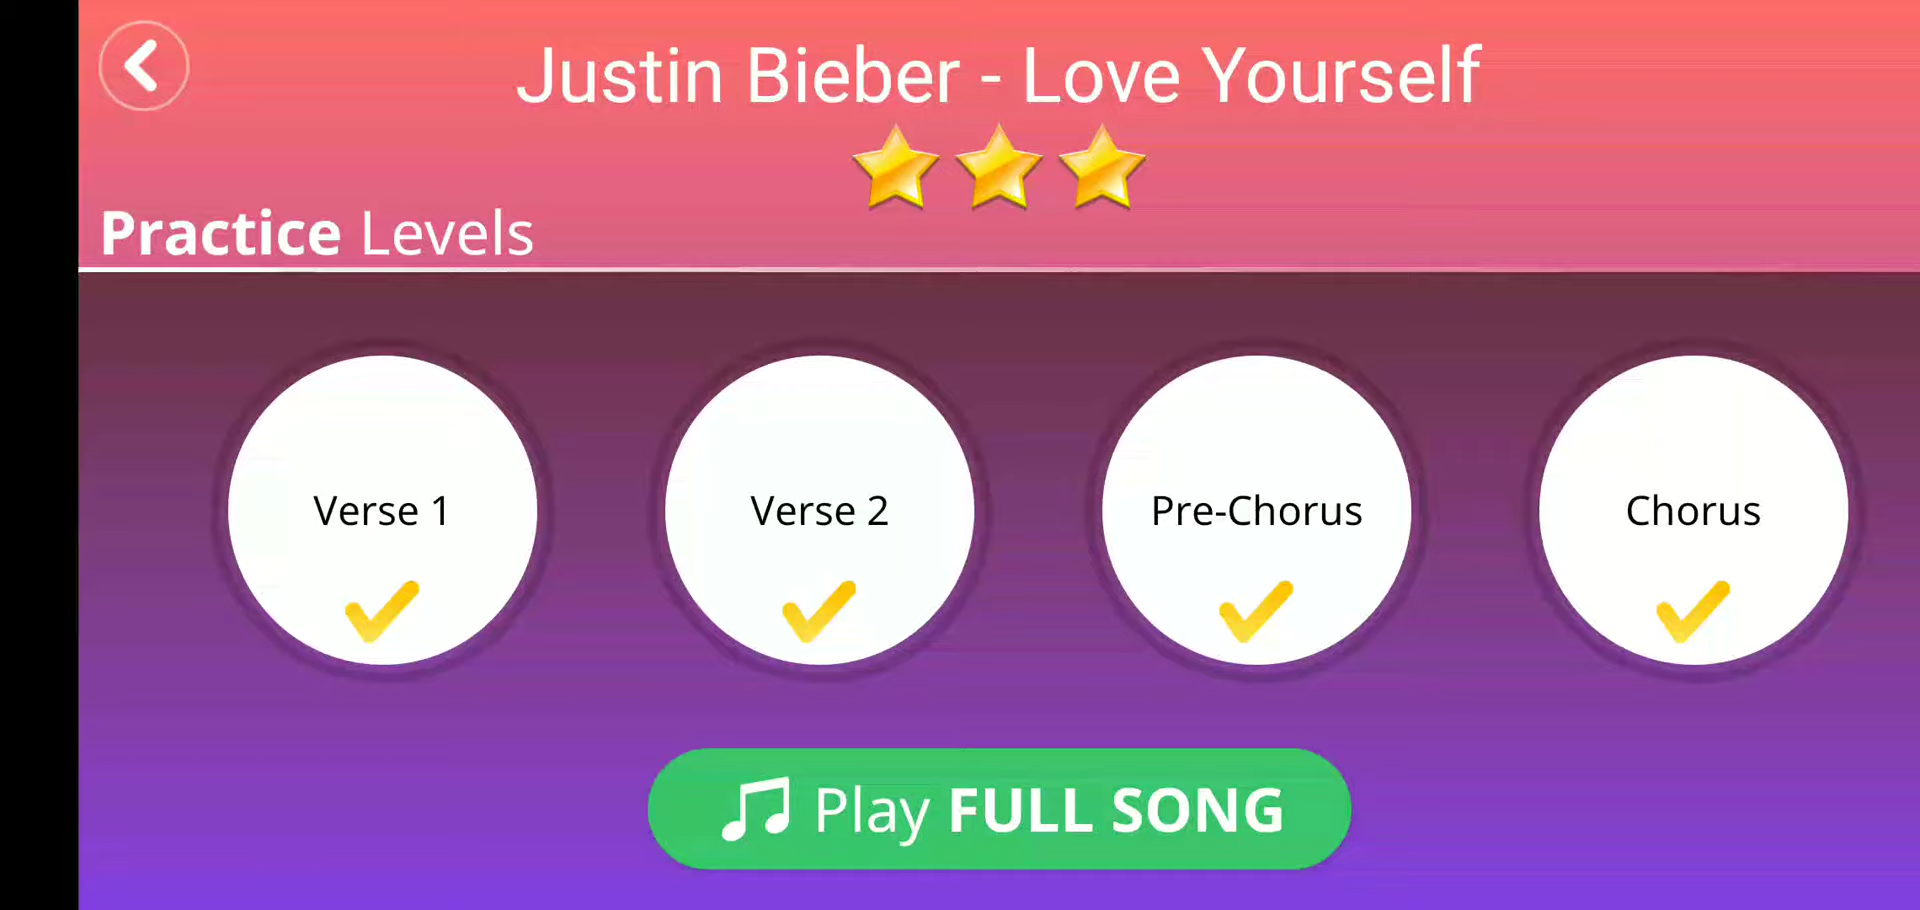 Justin Bieber - Love Yourself
Practice Levels
Verse 1
Verse 2
Pre-Chorus
Chorus
Play FULL SONG